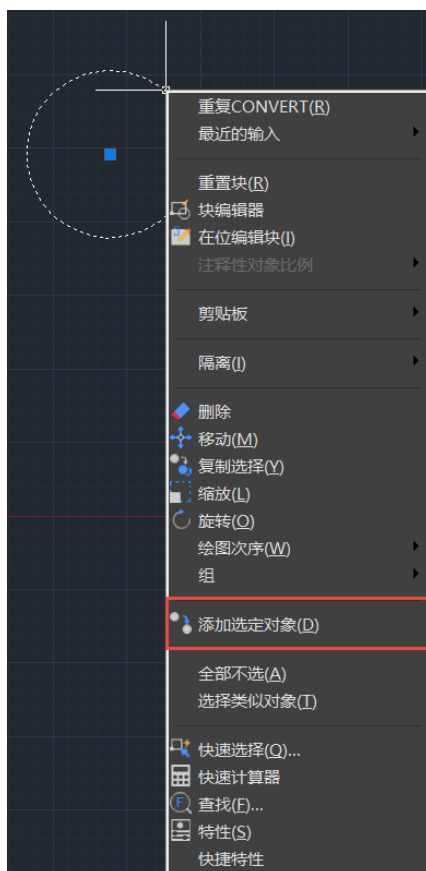 重复CONVERT(R)
最近的输入
重置块(R)
块编辑器
在位编辑块(I)
注释性对象比例
剪贴板
隔离(I)
删除
移动(M)
复制选择(Y)
缩放(L)
旋转(O)
绘图次序(W)
组
添加选定对象(D)
全部不选(A)
选择类似对象(T)
快速选择(Q)...
快速计算器
查找(F)...
特性(S)
快捷特性